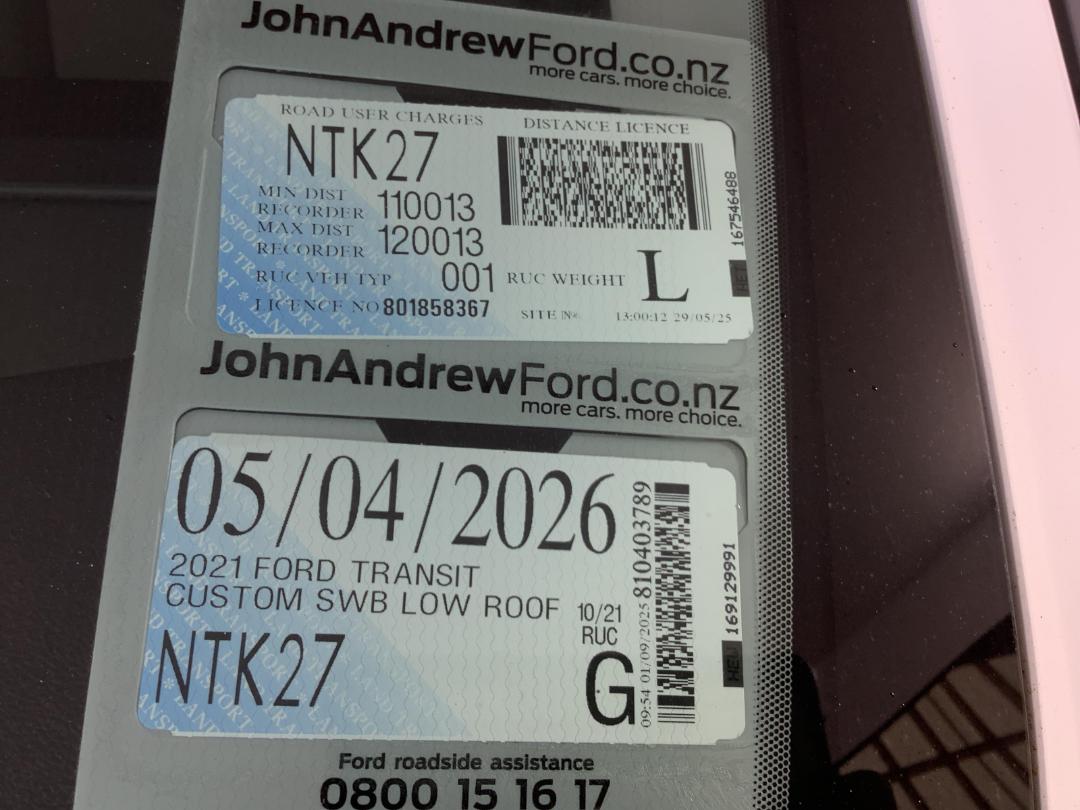 JohnAndrewFord.co.nz
more cars. more choice.
ROAD USER CHARGES DISTANCE LICENCE
NTK27
MIN DIST
RECORDER 110013
MAX DIST
RECORDER 120013
RUC VEH TYP 001 RUC WEIGHT L
LICENCE NO 801858367 SITE No. 13:00:12 29/05/25
167546488
JohnAndrewFord.co.nz
more cars. more choice.
05/04/2026
2021 FORD TRANSIT
CUSTOM SWB LOW ROOF 10/21
RUC
NTK27 G
09:54 01/09/2025 810403789
169129991
Ford roadside assistance
0800 15 16 17